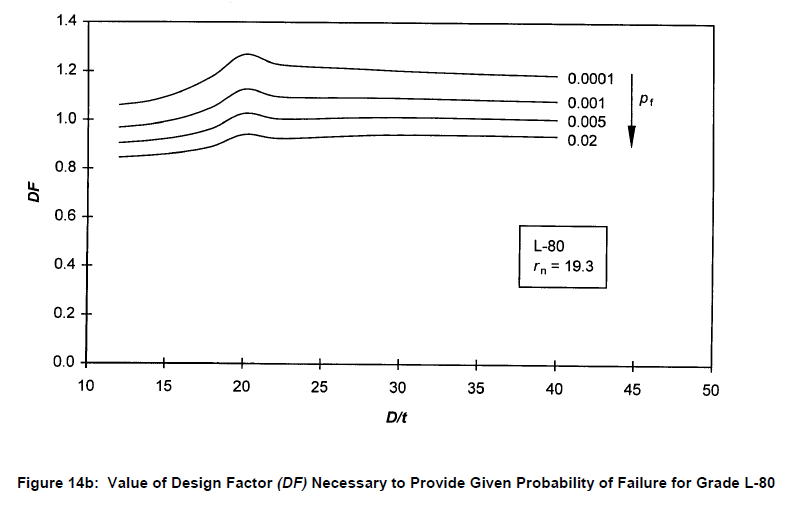 1.4
1.2
1.0
0.8
0.6
0.4
0.2
0.0
DF
10 15 20 25 30 35 40 45 50
D/t
0.0001
0.001
0.005
0.02
pf
L-80
rn = 19.3
Figure 14b: Value of Design Factor (DF) Necessary to Provide Given Probability of Failure for Grade L-80